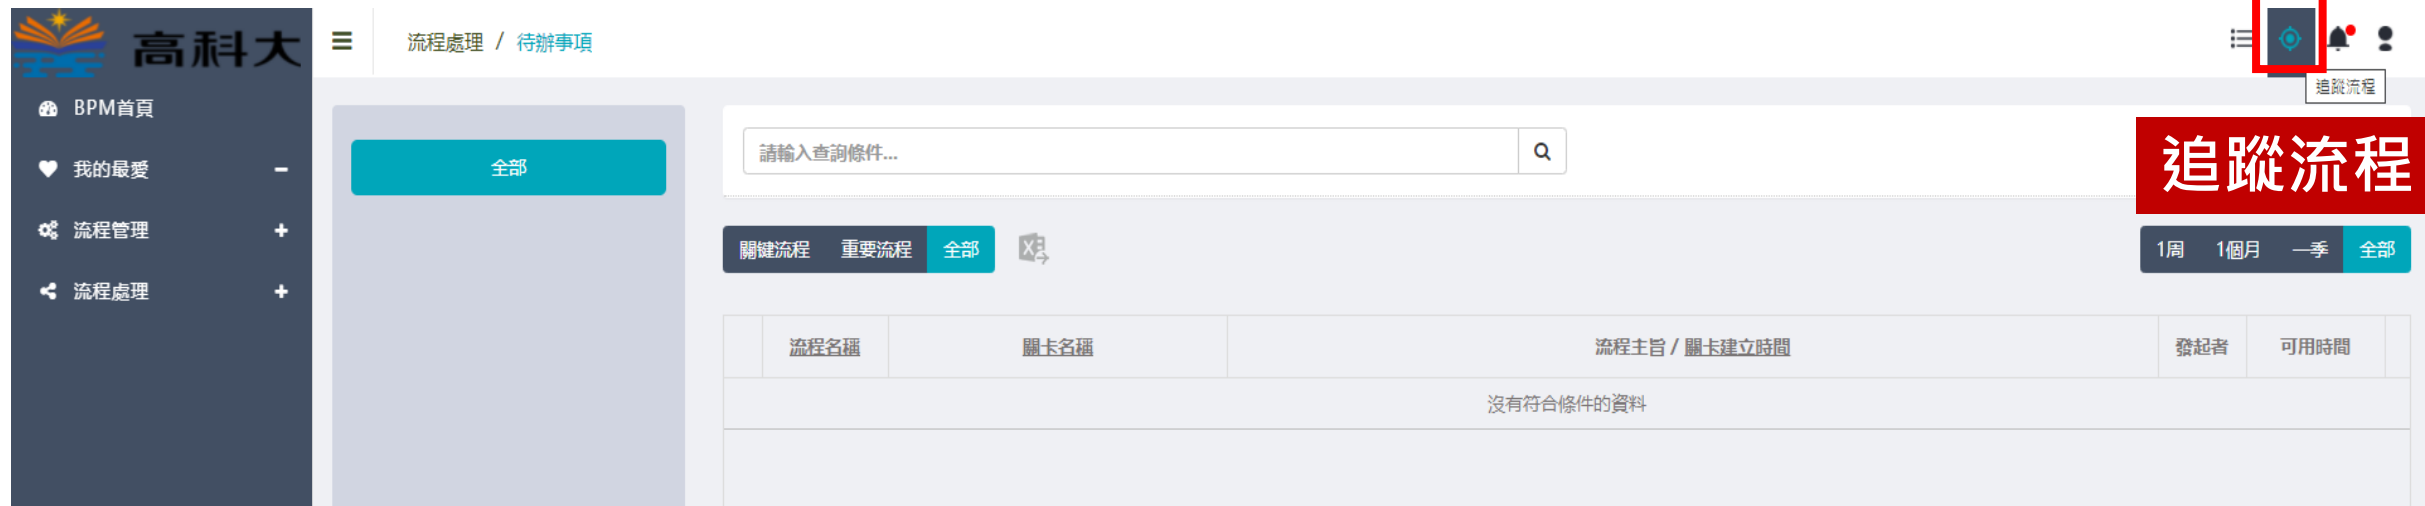 高科大
流程處理 / 待辦事項
追蹤流程
BPM首頁
我的最愛
流程管理
流程處理
全部
請輸入查詢條件...
追蹤流程
關鍵流程 重要流程 全部
1周 1個月 一季 全部
流程名稱 關卡名稱 流程主旨 / 關卡建立時間 發起者 可用時間
沒有符合條件的資料